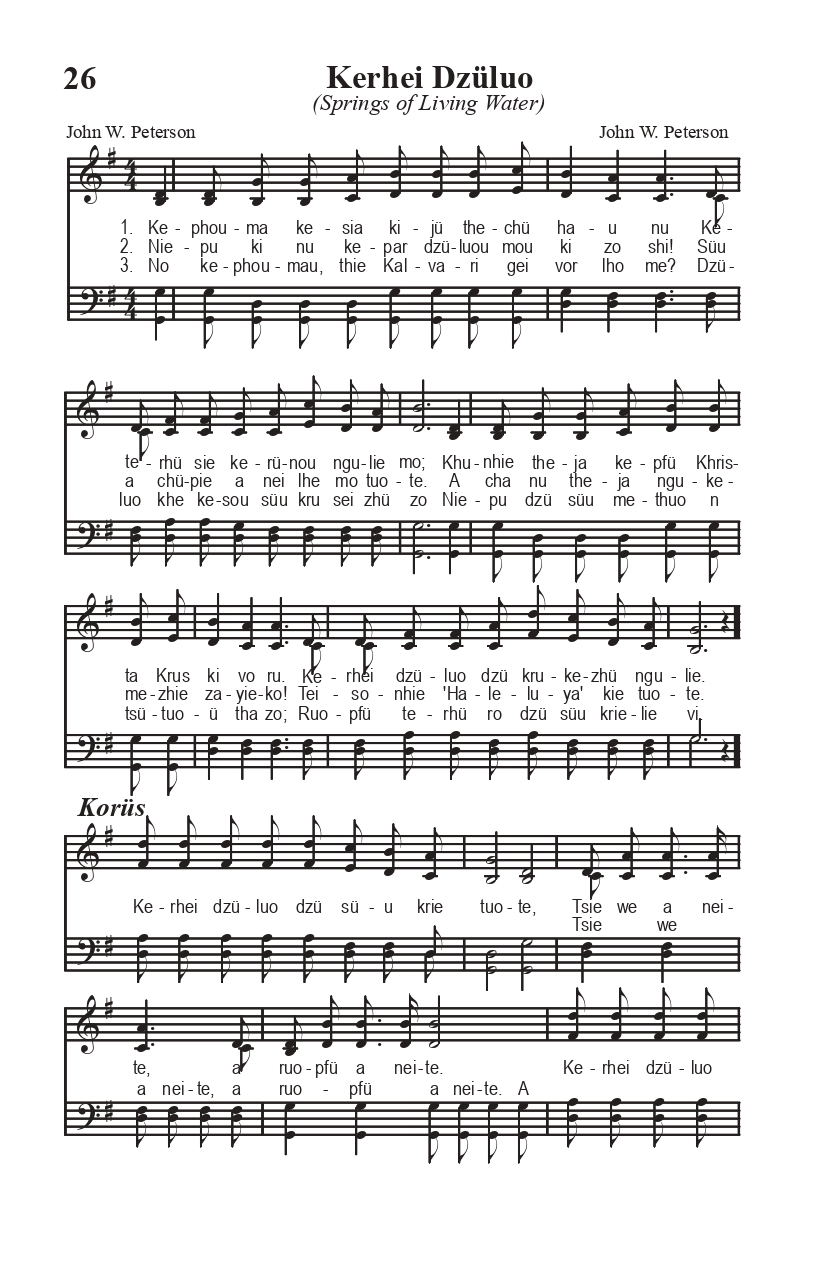 26 Kerhei Dzüluo
(Springs of Living Water)
John W. Peterson John W. Peterson
1. Ke - phou - ma ke - sia ki - jü the - chü ha - u nu Ke -
2. Nie - pu ki nu ke - par dzü - luou mou ki zo shi! Süu
3. No ke - phou - mau, thie Kal - va - ri gei vor lho me? Dzü -
te - rhü sie ke - rü - nou ngu - lie mo; Khu - nhie the - ja ke - pfü Khris-
a chü - pie a nei lhe mo tuo - te. A cha nu the - ja ngu - ke -
luo khe ke - sou süu kru sei zhü zo Nie - pu dzü süu me - thuo n
ta Krus ki vo ru. Ke - rhei dzü - luo dzü kru - ke - zhü ngu - lie.
me - zhie za - yie - ko! Tei - so - nhie 'Ha - le - lu - ya' kie tuo - te.
tsü - tuo - ü tha zo; Ruo - pfü te - rhü ro dzü süu krie - lie vi.
Korüs
Ke - rhei dzü - luo dzü sü - u krie tuo - te, Tsie we a nei -
Tsie we
te, a ruo - pfü a nei - te. Ke - rhei dzü - luo
a nei - te, a ruo - pfü a nei - te. A